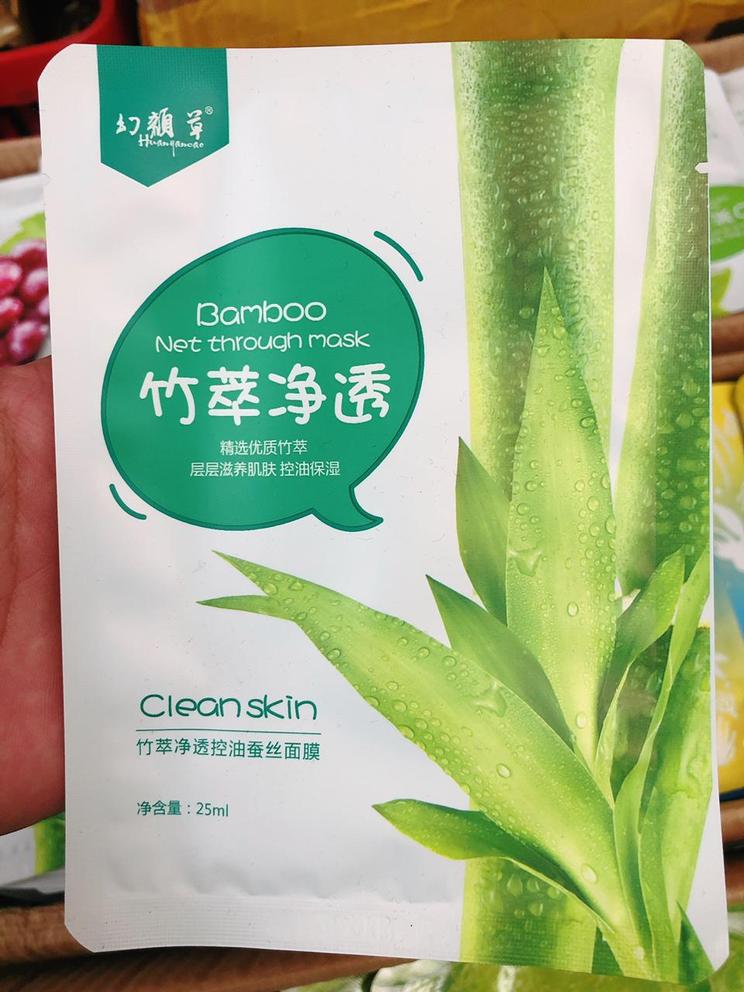 幻颜草®
Huanyancao
Bamboo
Net through mask
竹萃净透
精选优质竹萃
层层滋养肌肤 控油保湿
Clean skin
竹萃净透控油蚕丝面膜
净含量：25ml